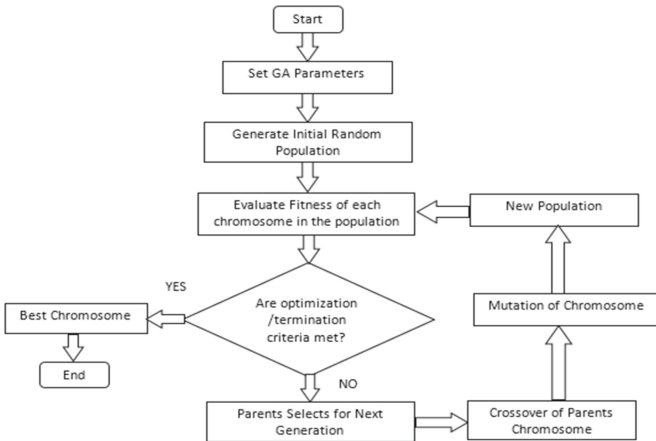 Start
Set GA Parameters
Generate Initial Random
Population
Evaluate Fitness of each
chromosome in the population
New Population
YES
Are optimization
/termination
criteria met?
Best Chromosome
Mutation of Chromosome
End
NO
Parents Selects for Next
Generation
Crossover of Parents
Chromosome